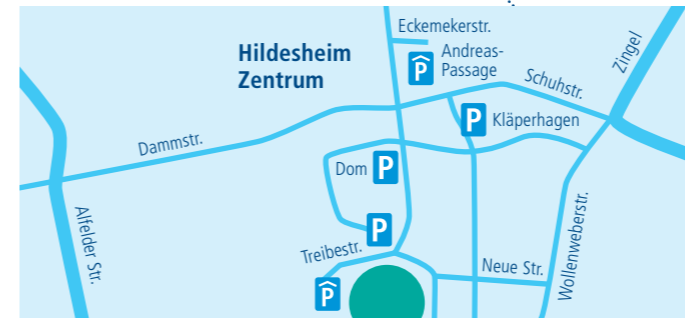 Eckemekerstr.
Hildesheim
Zentrum
P
Andreas-
Passage
Zingel
Schuhstr.
P
Kläperhagen
Dammstr.
Dom
P
P
Alfelder Str.
Treibestr.
P
Neue Str.
Wollenweberstr.